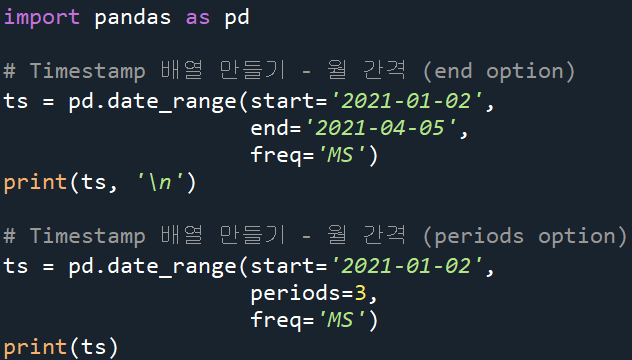 import pandas as pd
# Timestamp 배열 만들기 - 월 간격 (end option)
ts = pd.date_range(start='2021-01-02',
end='2021-04-05',
freq='MS')
print(ts, '\n')
# Timestamp 배열 만들기 - 월 간격 (periods option)
ts = pd.date_range(start='2021-01-02',
periods=3,
freq='MS')
print(ts)